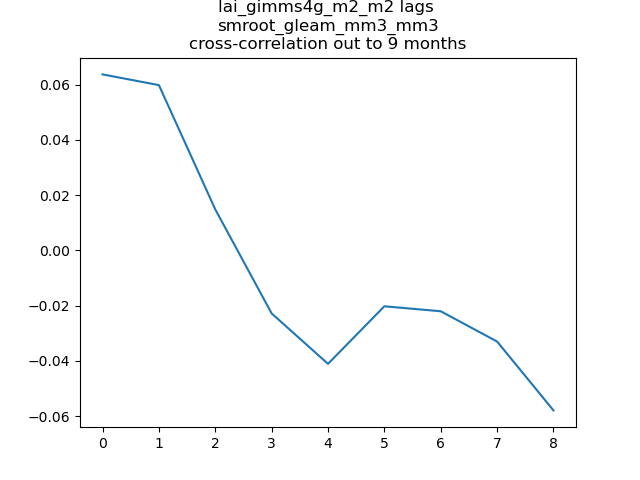 lai_gimms4g_m2_m2 lags
smroot_gleam_mm3_mm3
cross-correlation out to 9 months
0.06
0.04
0.02
0.00
−0.02
−0.04
−0.06
0 1 2 3 4 5 6 7 8